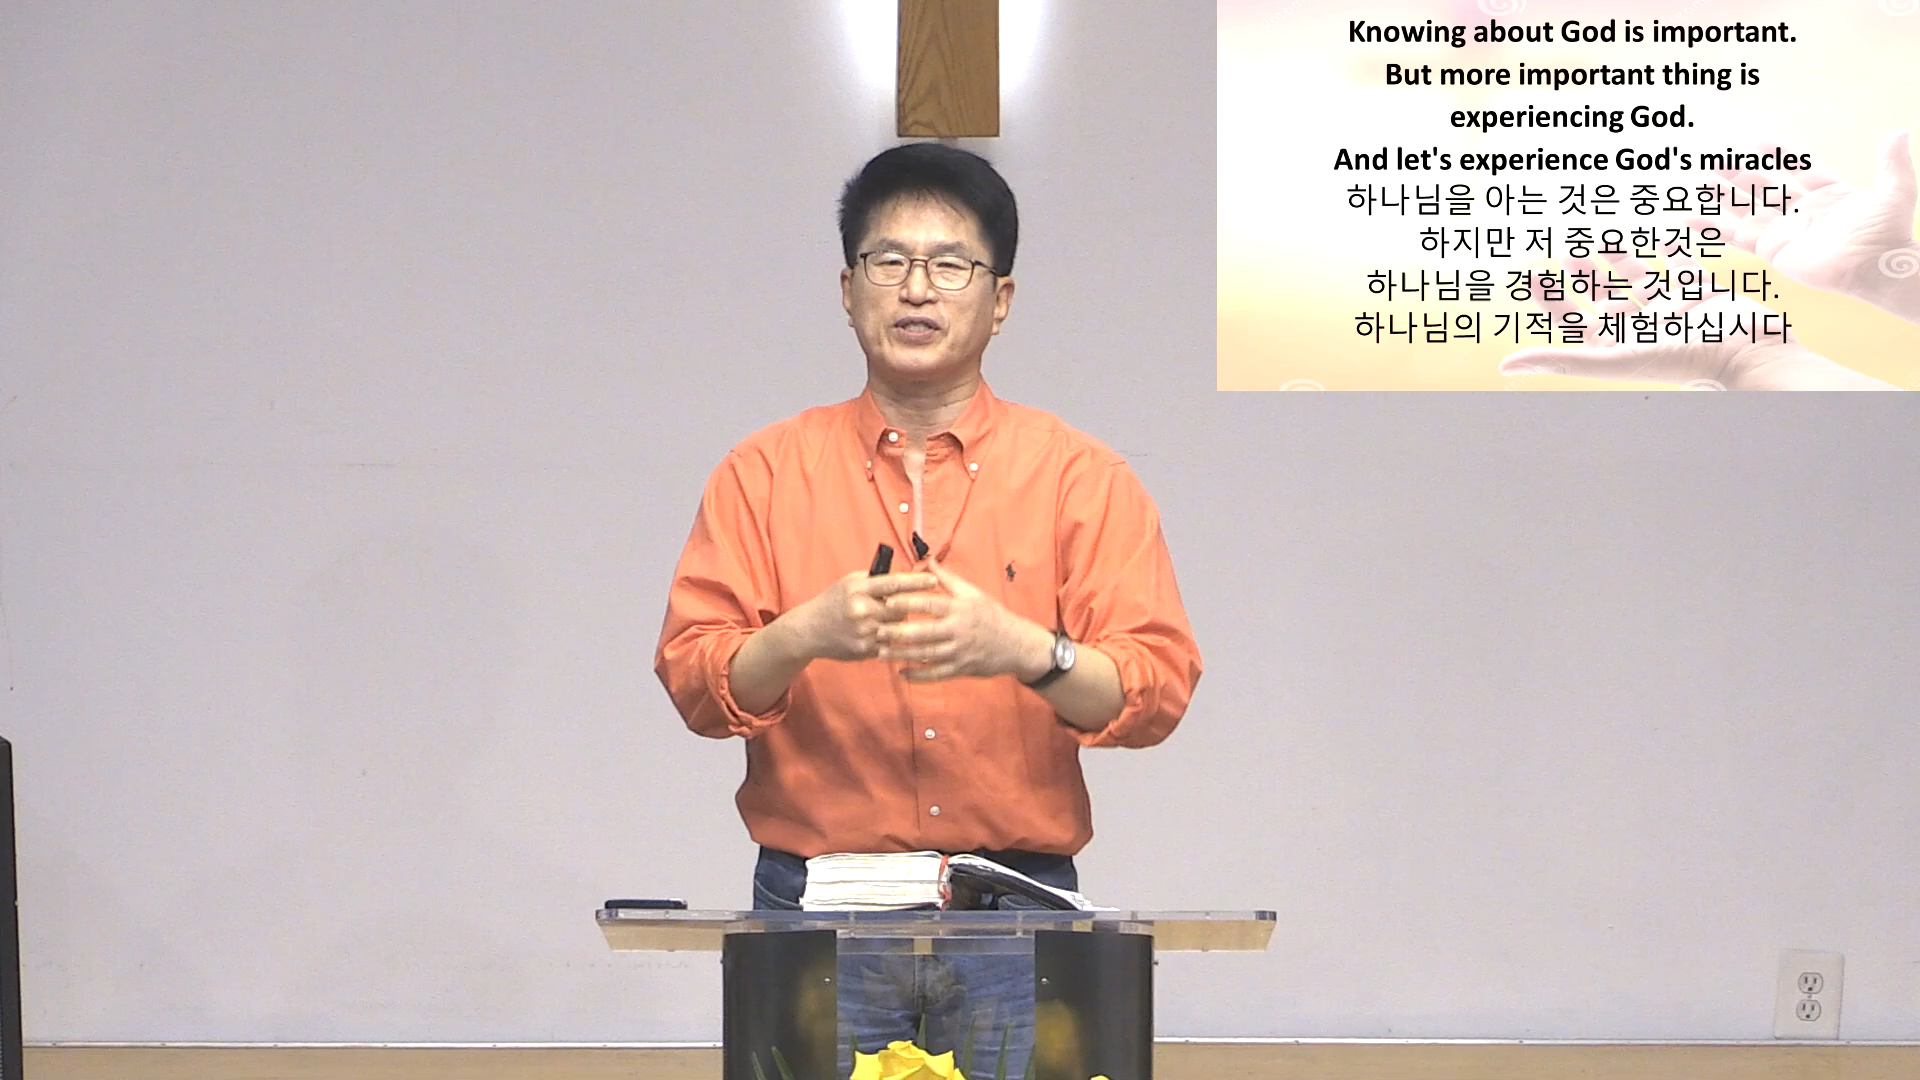 Knowing about God is important.
But more important thing is
experiencing God.
And let's experience God's miracles
하나님을 아는 것은 중요합니다.
하지만 저 중요한것은
하나님을 경험하는 것입니다.
하나님의 기적을 체험하십시다